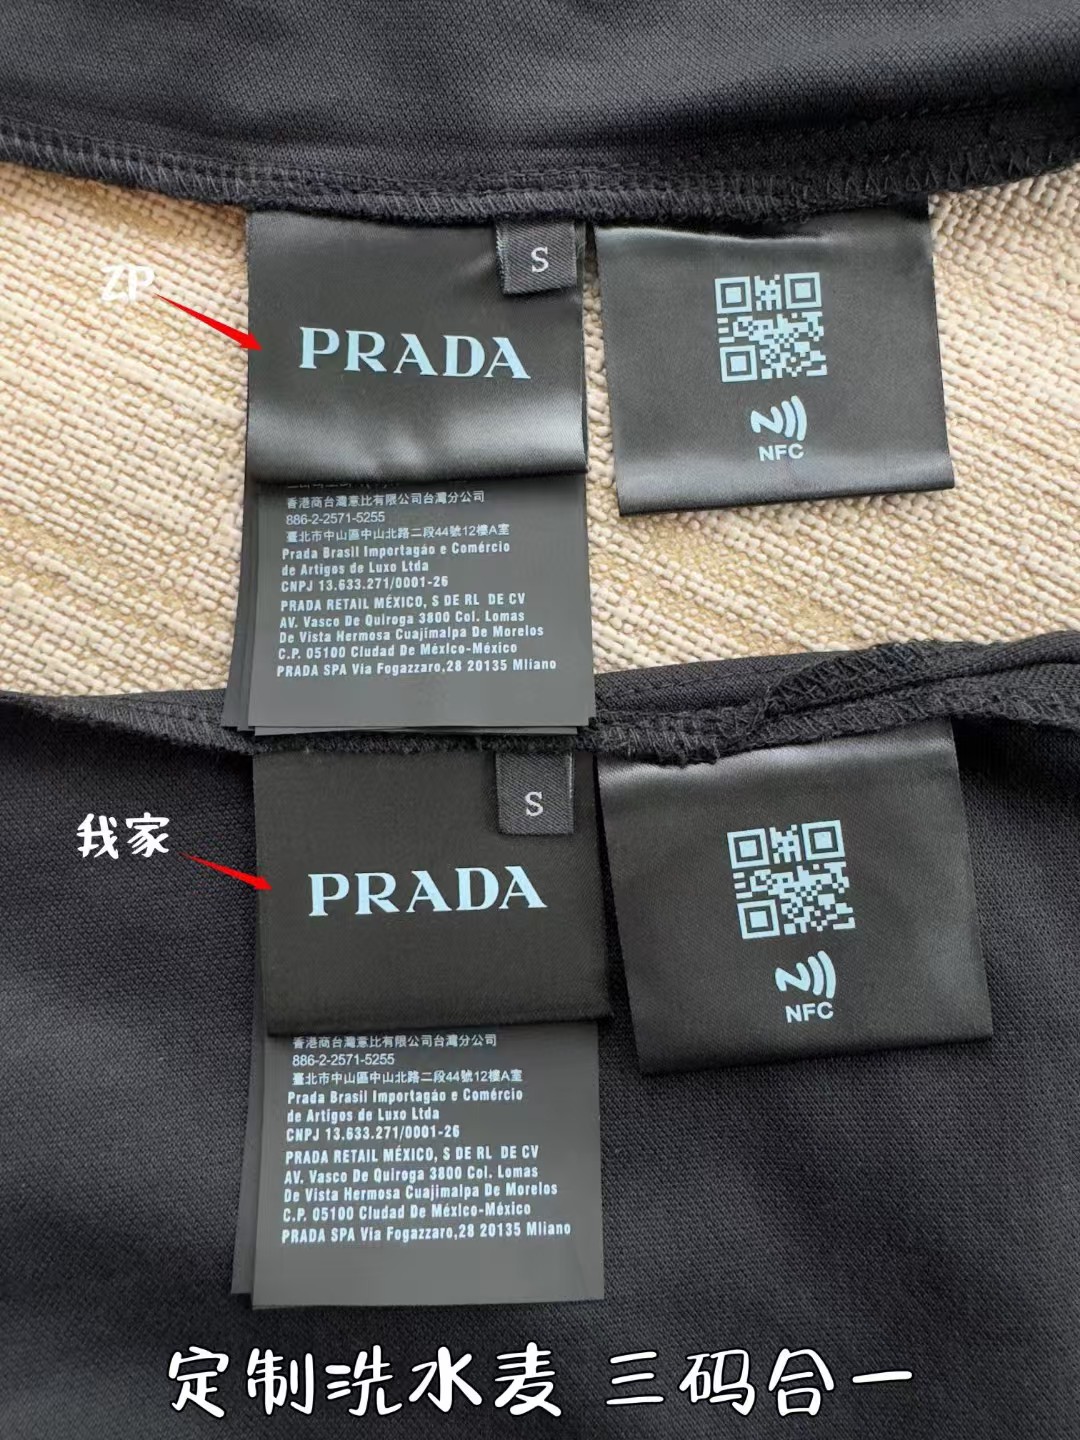 S
ZP
PRADA
NFC
香港商台灣意比有限公司台灣分公司
886-2-2571-5255
臺北市中山區中山北路二段44號12樓A室
Prada Brasil Importagáo e Comércio
de Artigos de Luxo Ltda
CNPJ 13.633.271/0001-26
PRADA RETAIL MÉXICO, S DE RL DE CV
AV. Vasco De Quiroga 3800 Col. Lomas
De Vista Hermosa Cuajimalpa De Morelos
C.P. 05100 Cludad De Méxlco-México
PRADA SPA Via Fogazzaro,28 20135 Mliano
S
我家
PRADA
NFC
香港商台灣意比有限公司台灣分公司
886-2-2571-5255
臺北市中山區中山北路二段44號12樓A室
Prada Brasil Importagáo e Comércio
de Artigos de Luxo Ltda
CNPJ 13.633.271/0001-26
PRADA RETAIL MÉXICO, S DE RL DE CV
AV. Vasco De Quiroga 3800 Col. Lomas
De Vista Hermosa Cuajimalpa De Morelos
C.P. 05100 Cludad De Méxlco-México
PRADA SPA Via Fogazzaro,28 20135 Mliano
定制洗水麦 三码合一